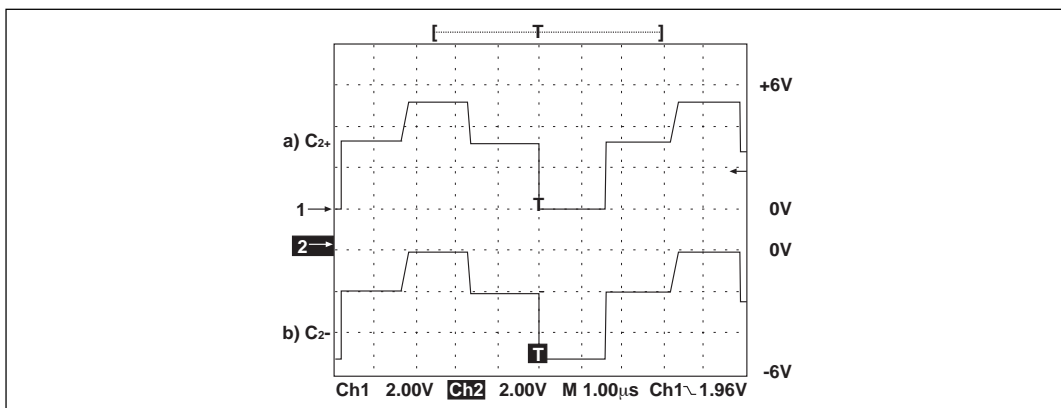 [ T ]
+6V
a) C2+
T
1
0V
2
0V
b) C2-
T
-6V
Ch1 2.00V Ch2 2.00V M 1.00μs Ch1 1.96V